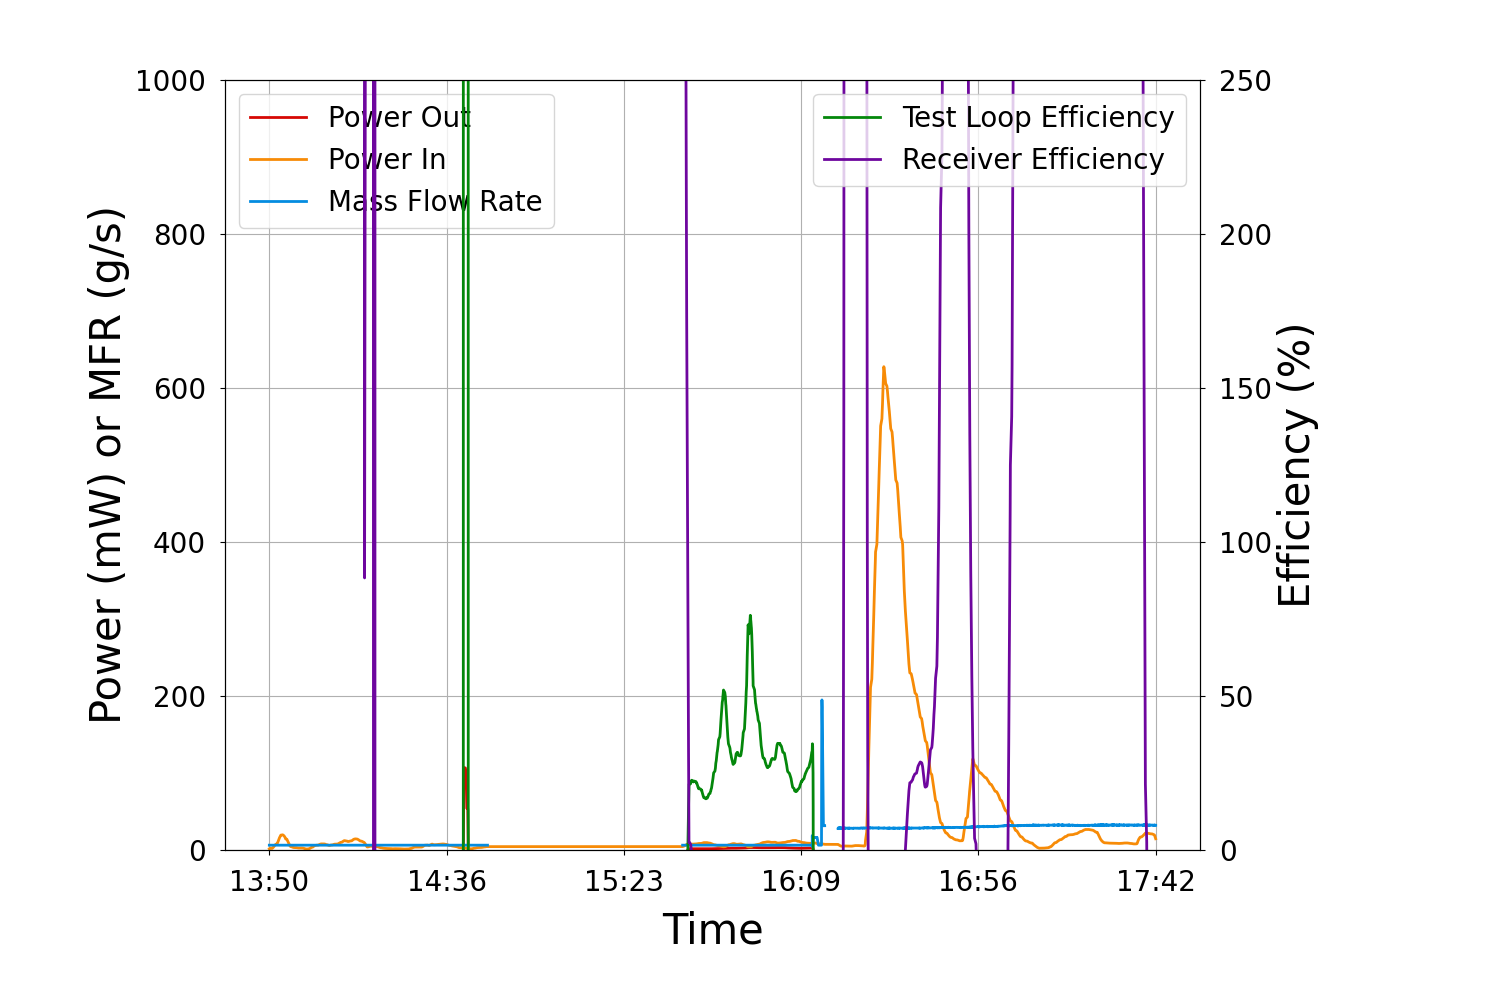 1000
800
600
400
200
0
Power (mW) or MFR (g/s)
Power Out
Power In
Mass Flow Rate
Test Loop Efficiency
Receiver Efficiency
250
200
150
100
50
0
Efficiency (%)
13:50 14:36 15:23 16:09 16:56 17:42
Time